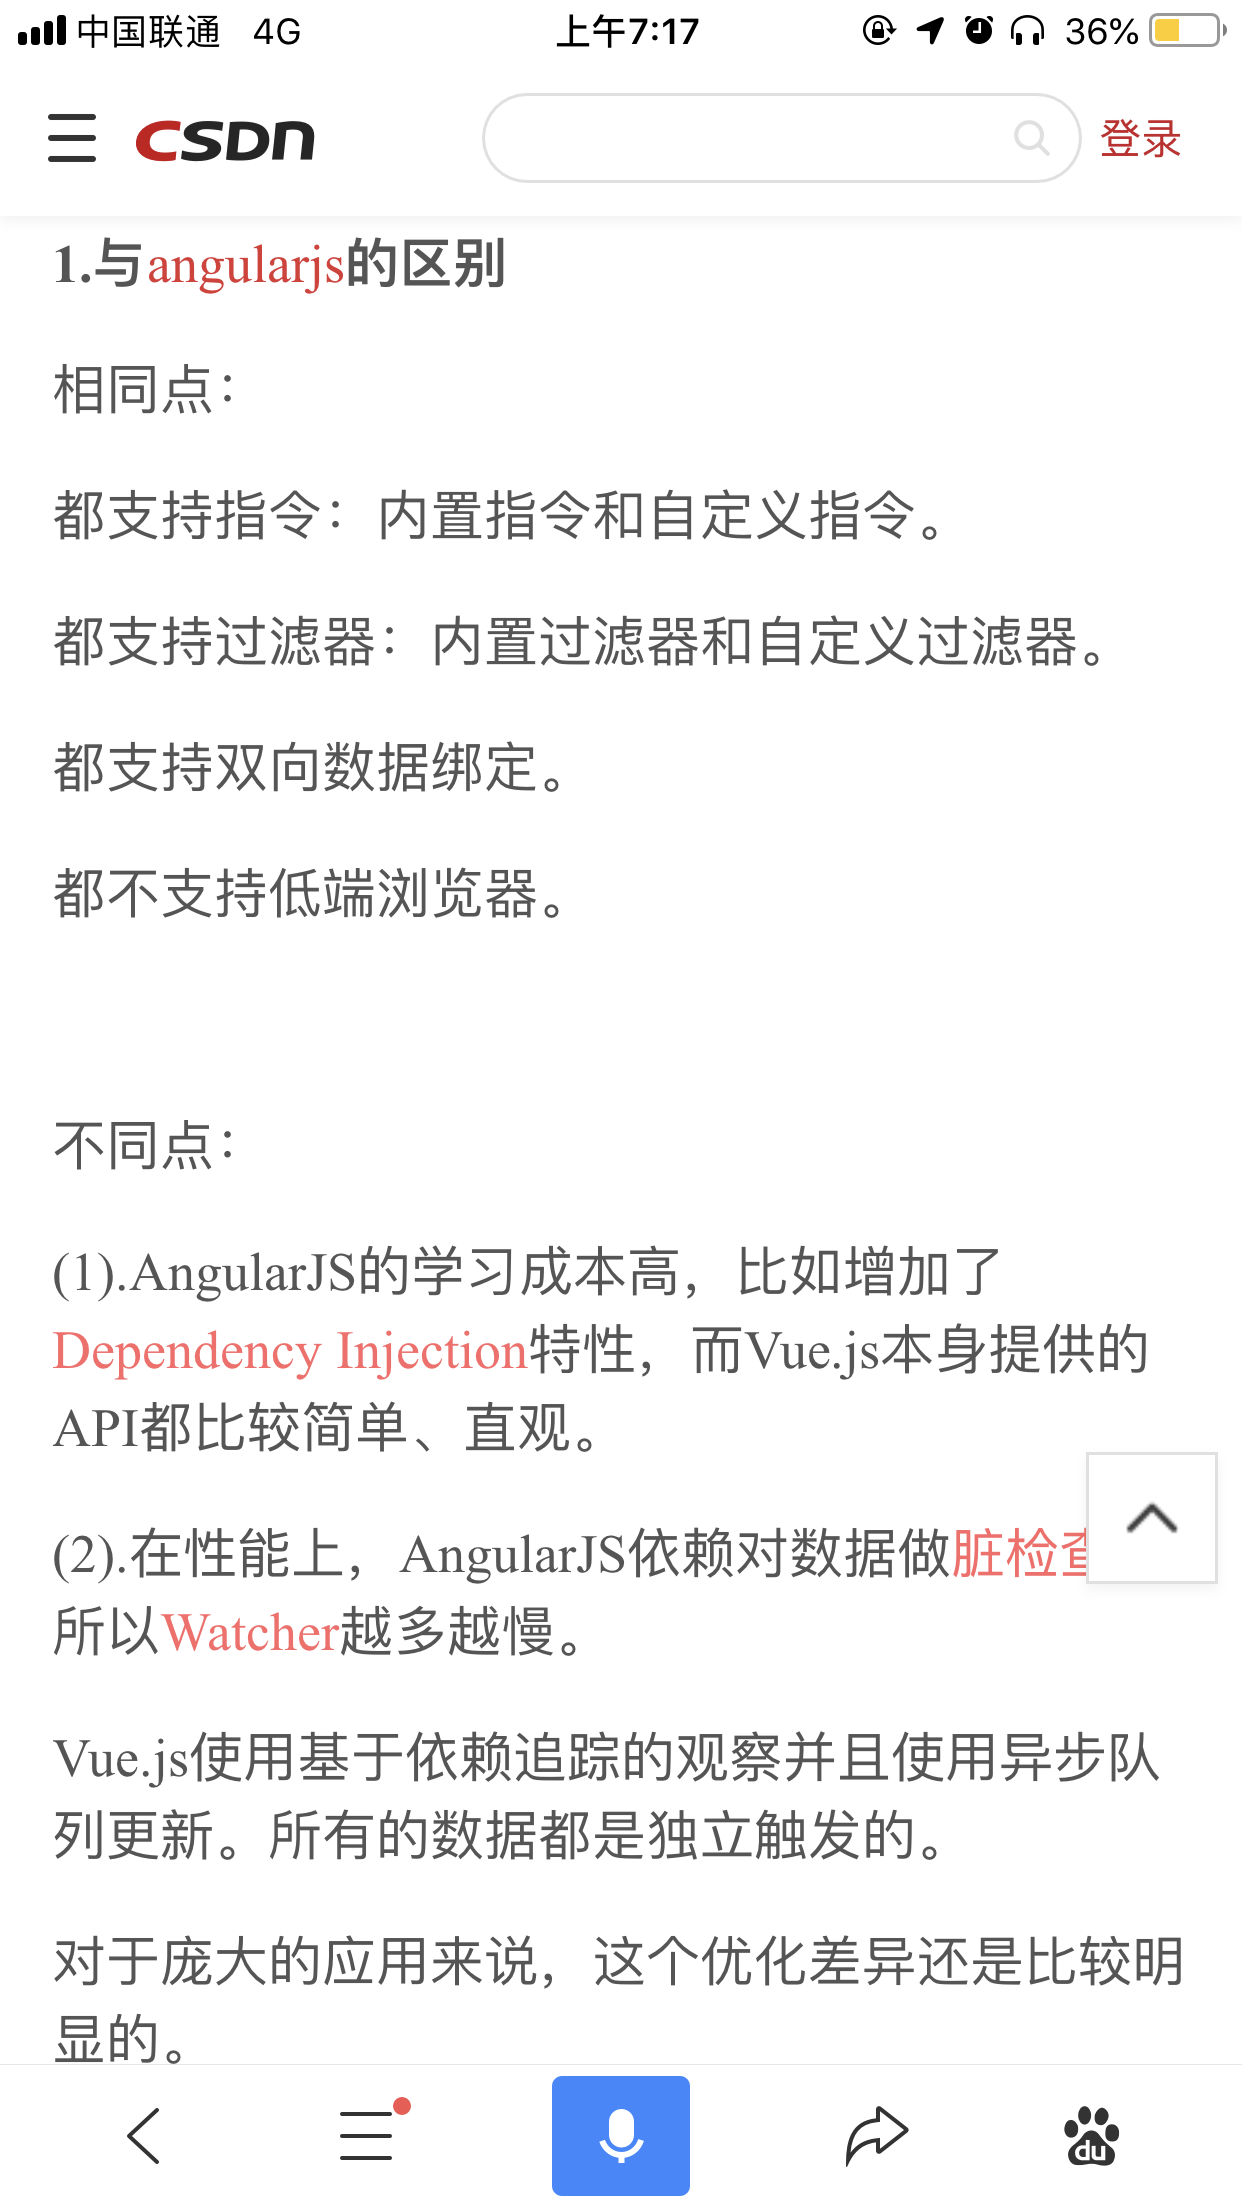 中国联通 4G 上午7:17 36%
CSDN 登录
1.与angularjs的区别
相同点：
都支持指令：内置指令和自定义指令。
都支持过滤器：内置过滤器和自定义过滤器。
都支持双向数据绑定。
都不支持低端浏览器。
不同点：
(1).AngularJS的学习成本高，比如增加了
Dependency Injection特性，而Vue.js本身提供的
API都比较简单、直观。
(2).在性能上，AngularJS依赖对数据做脏检查
所以Watcher越多越慢。
Vue.js使用基于依赖追踪的观察并且使用异步队
列更新。所有的数据都是独立触发的。
对于庞大的应用来说，这个优化差异还是比较明
显的。
du